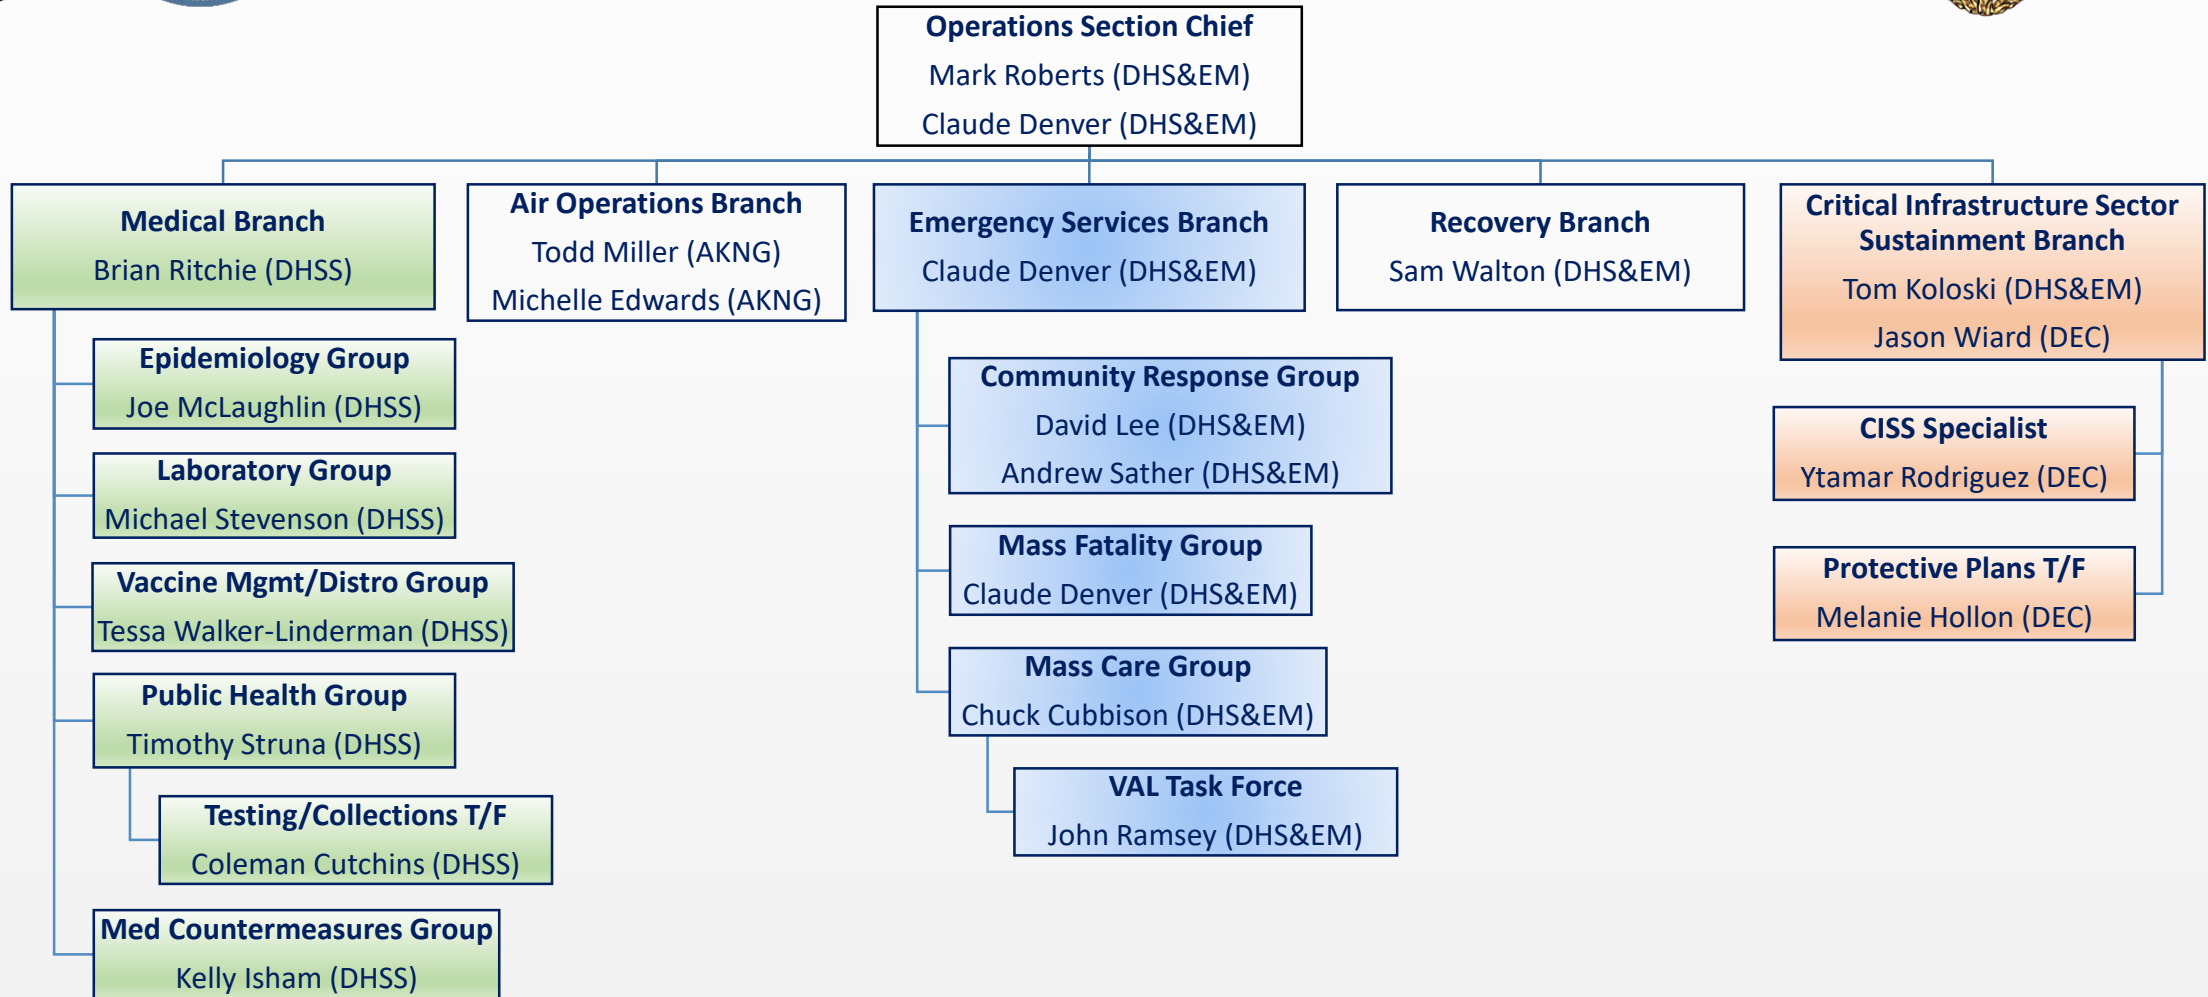 Operations Section Chief
Mark Roberts (DHS&EM)
Claude Denver (DHS&EM)
Medical Branch
Brian Ritchie (DHSS)
Air Operations Branch
Todd Miller (AKNG)
Michelle Edwards (AKNG)
Emergency Services Branch
Claude Denver (DHS&EM)
Recovery Branch
Sam Walton (DHS&EM)
Critical Infrastructure Sector
Sustainment Branch
Tom Koloski (DHS&EM)
Jason Wiard (DEC)
Epidemiology Group
Joe McLaughlin (DHSS)
Laboratory Group
Michael Stevenson (DHSS)
Vaccine Mgmt/Distro Group
Tessa Walker-Linderman (DHSS)
Public Health Group
Timothy Struna (DHSS)
Testing/Collections T/F
Coleman Cutchins (DHSS)
Med Countermeasures Group
Kelly Isham (DHSS)
Community Response Group
David Lee (DHS&EM)
Andrew Sather (DHS&EM)
Mass Fatality Group
Claude Denver (DHS&EM)
Mass Care Group
Chuck Cubbison (DHS&EM)
VAL Task Force
John Ramsey (DHS&EM)
CISS Specialist
Ytamar Rodriguez (DEC)
Protective Plans T/F
Melanie Hollon (DEC)